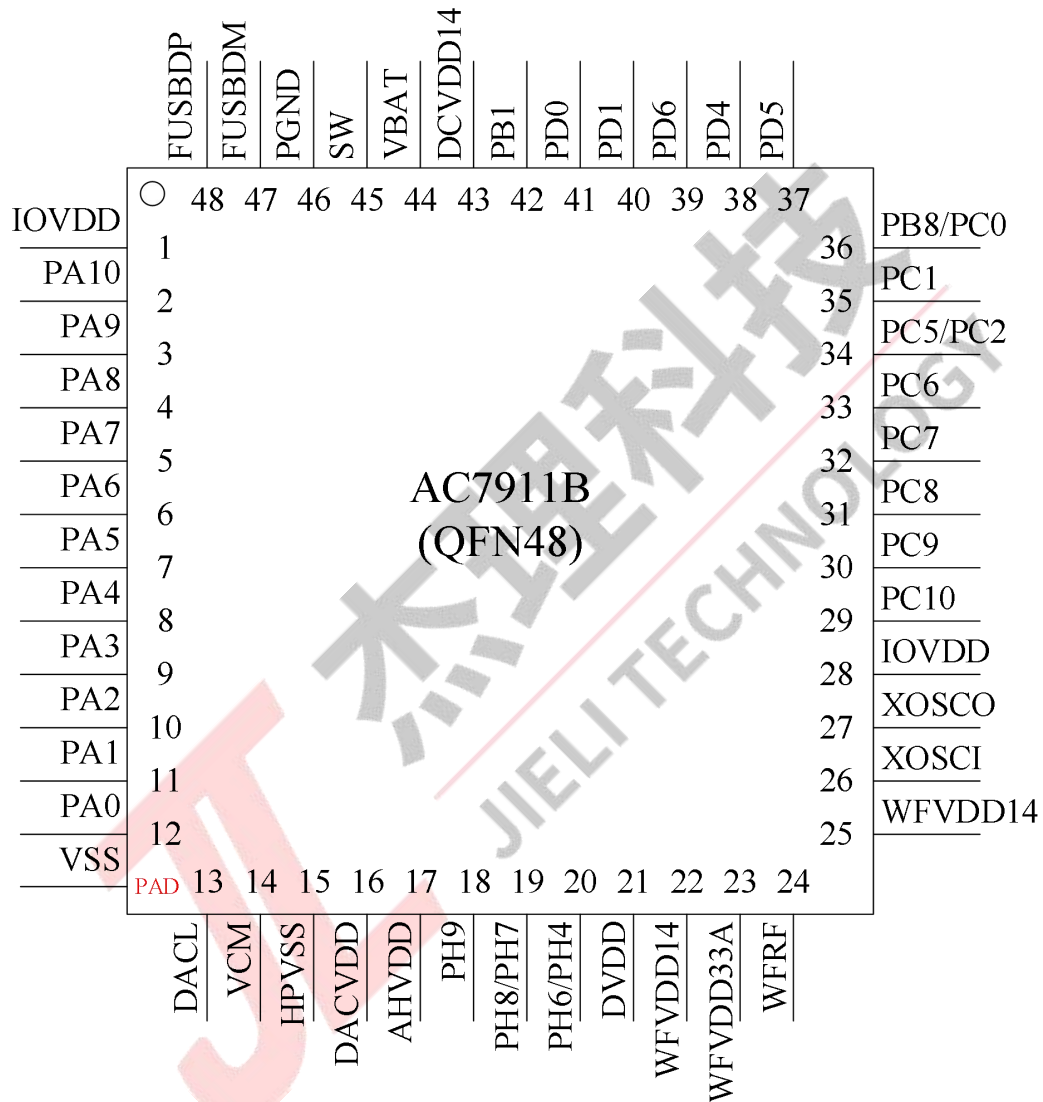 FUSBDP
FUSBDM
PGND
SW
VBAT
DCVDD14
PB1
PD0
PD1
PD6
PD4
PD5
48 47 46 45 44 43 42 41 40 39 38 37
IOVDD 1
PA10 2
PA9 3
PA8 4
PA7 5
PA6 6
PA5 7
PA4 8
PA3 9
PA2 10
PA1 11
PA0 12
VSS PAD
AC7911B
(QFN48)
36 PB8/PC0
35 PC1
34 PC5/PC2
33 PC6
32 PC7
31 PC8
30 PC9
29 PC10
28 IOVDD
27 XOSCO
26 XOSCI
25 WFVDD14
13 14 15 16 17 18 19 20 21 22 23 24
DACL
VCM
HPVSS
DACVDD
AHVDD
PH9
PH8/PH7
PH6/PH4
DVDD
WFVDD14
WFVDD33A
WFRF
JL
杰理科技
JIELI TECHNOLOGY